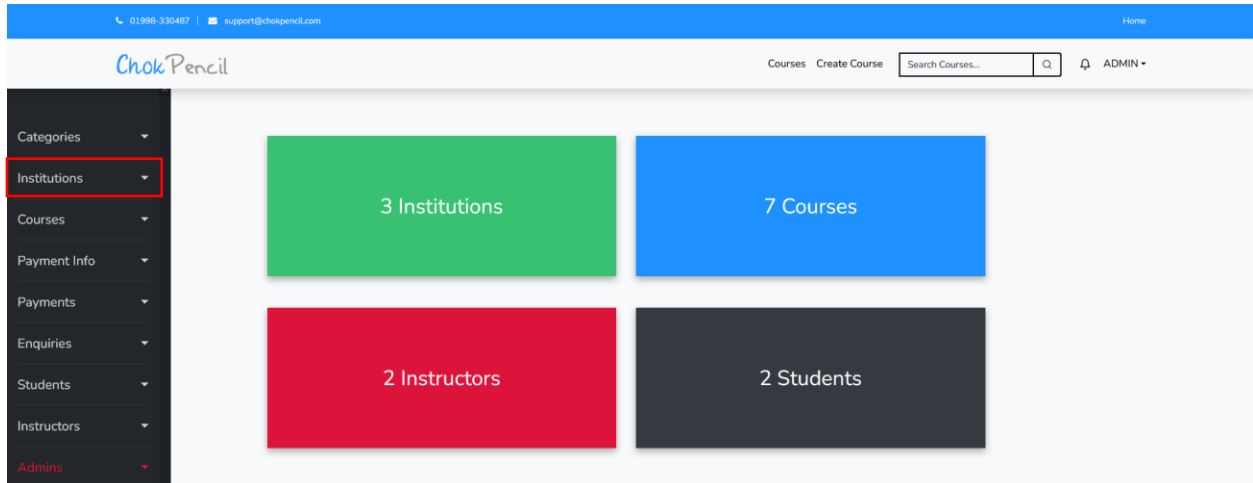 01998-330487 | support@chokpencil.com Home
ChokPencil Courses Create Course Search Courses... ADMIN
Categories
Institutions
Courses
Payment Info
Payments
Enquiries
Students
Instructors
Admins
3 Institutions 7 Courses
2 Instructors 2 Students